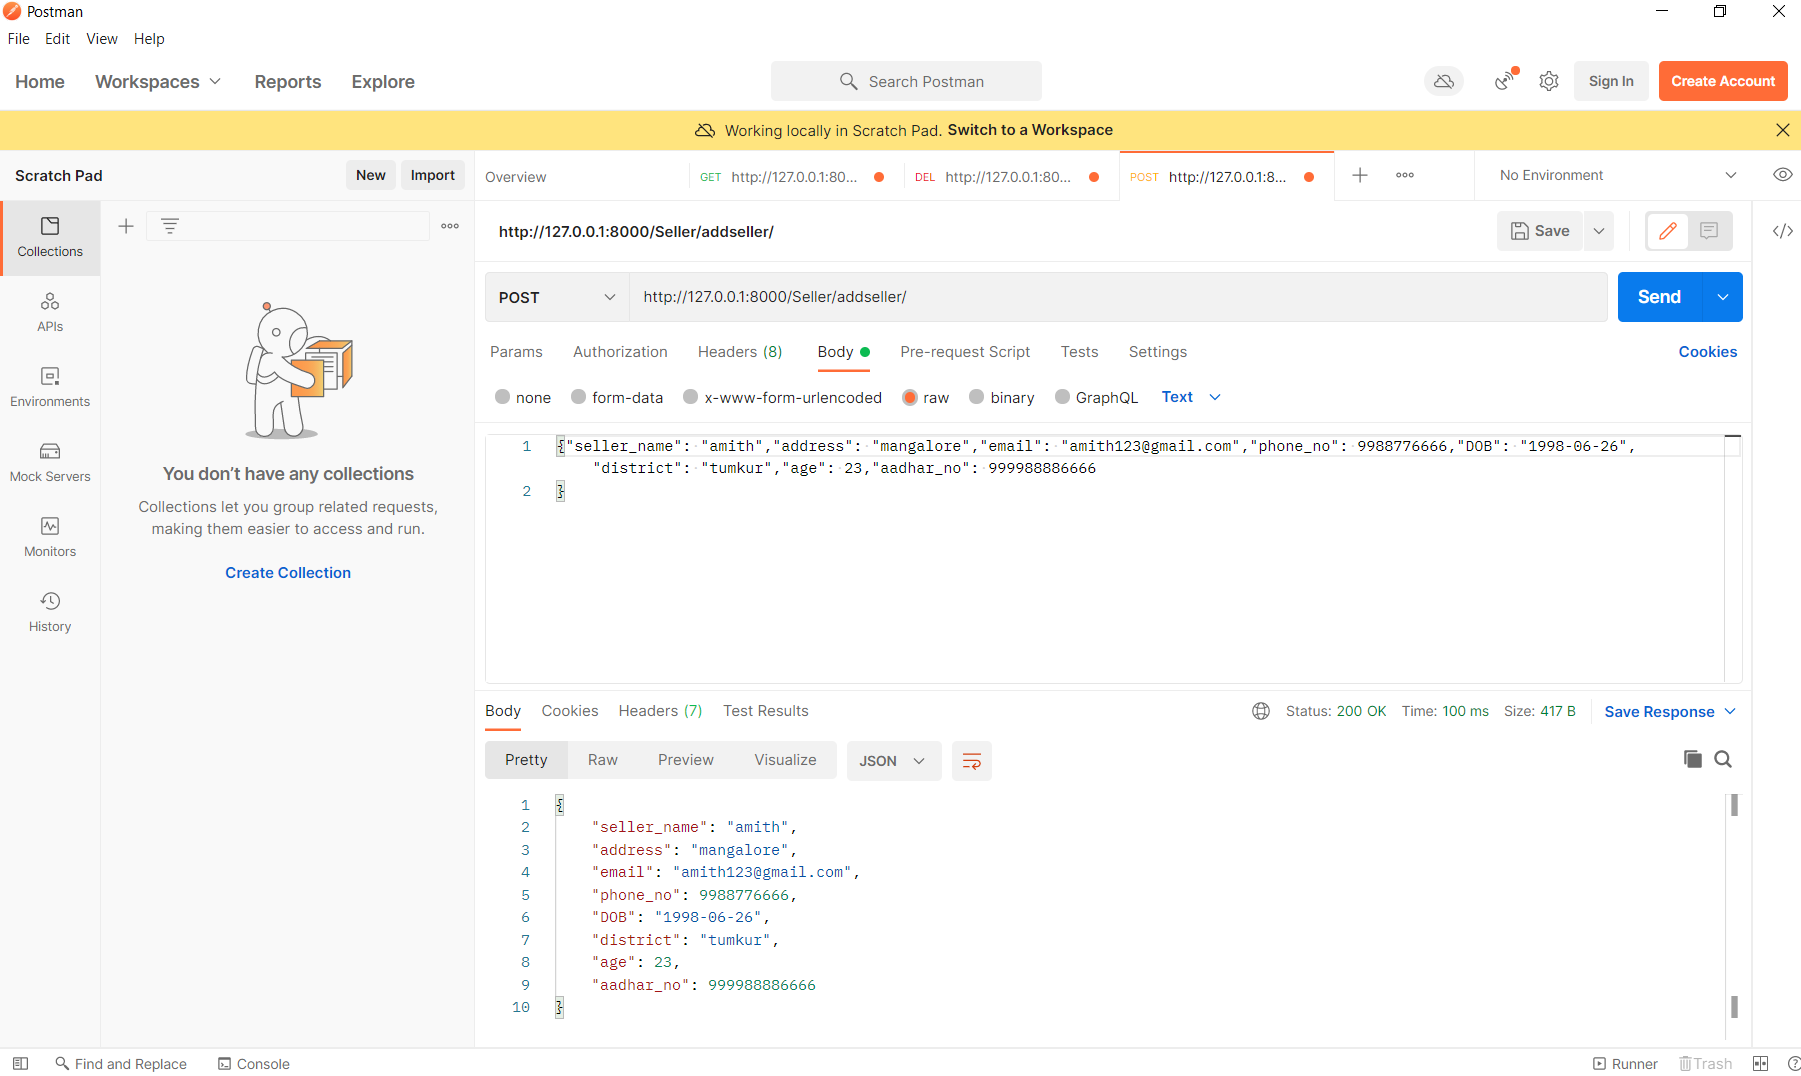 Postman
File Edit View Help
Home Workspaces Reports Explore Search Postman Sign In Create Account
Working locally in Scratch Pad. Switch to a Workspace
Scratch Pad New Import Overview GET http://127.0.0.1:80... DEL http://127.0.0.1:80... POST http://127.0.0.1:8... No Environment
Collections
APIs
Environments
Mock Servers
Monitors
History
You don’t have any collections
Collections let you group related requests,
making them easier to access and run.
Create Collection
http://127.0.0.1:8000/Seller/addseller/ Save
POST http://127.0.0.1:8000/Seller/addseller/ Send
Params Authorization Headers (8) Body Pre-request Script Tests Settings Cookies
none form-data x-www-form-urlencoded raw binary GraphQL Text
1 {"seller_name": "amith","address": "mangalore","email": "amith123@gmail.com","phone_no": 9988776666,"DOB": "1998-06-26",
"district": "tumkur","age": 23,"aadhar_no": 999988886666
2 }
Body Cookies Headers (7) Test Results Status: 200 OK Time: 100 ms Size: 417 B Save Response
Pretty Raw Preview Visualize JSON
1 {
2 "seller_name": "amith",
3 "address": "mangalore",
4 "email": "amith123@gmail.com",
5 "phone_no": 9988776666,
6 "DOB": "1998-06-26",
7 "district": "tumkur",
8 "age": 23,
9 "aadhar_no": 999988886666
10 }
Find and Replace Console Runner Trash